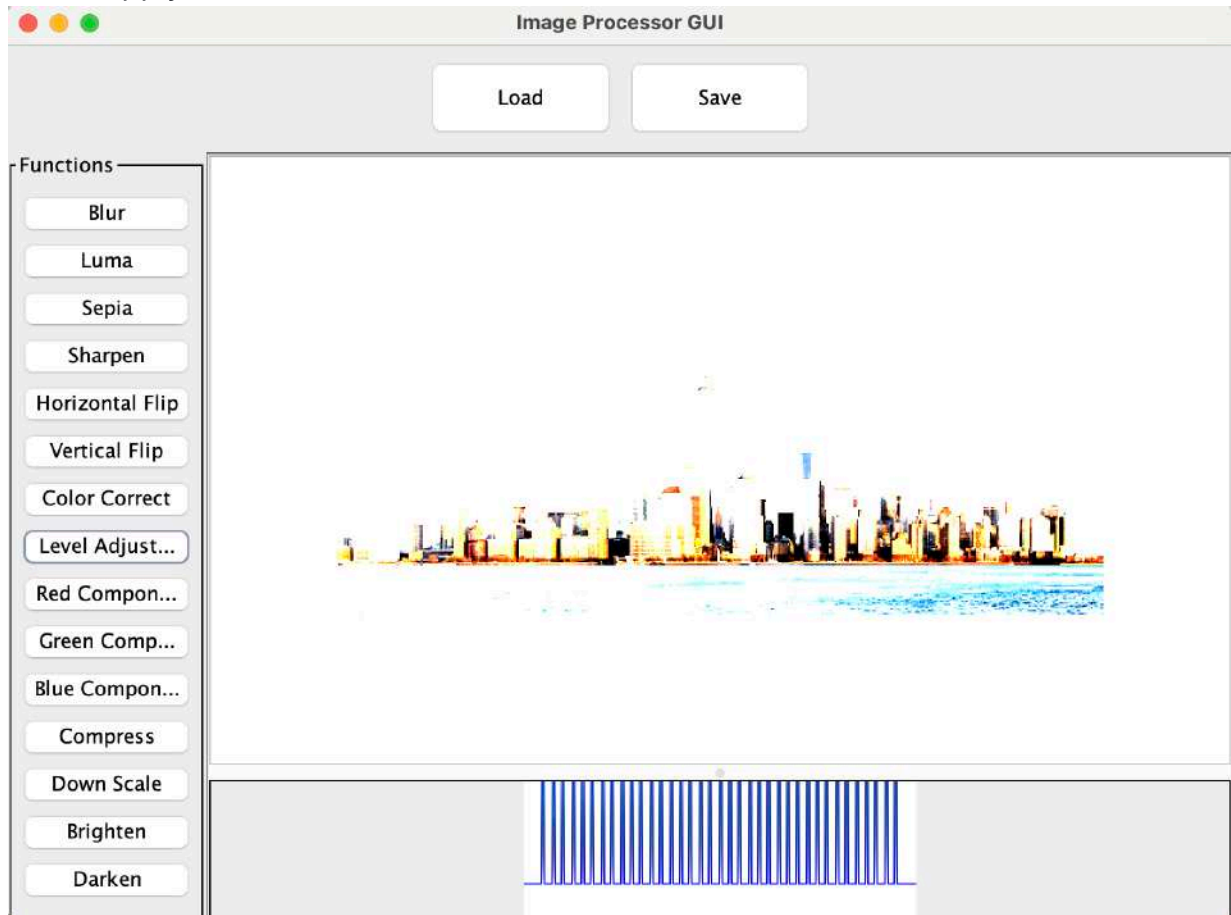 Image Processor GUI
Load
Save
Functions
Blur
Luma
Sepia
Sharpen
Horizontal Flip
Vertical Flip
Color Correct
Level Adjust...
Red Compon...
Green Comp...
Blue Compon...
Compress
Down Scale
Brighten
Darken